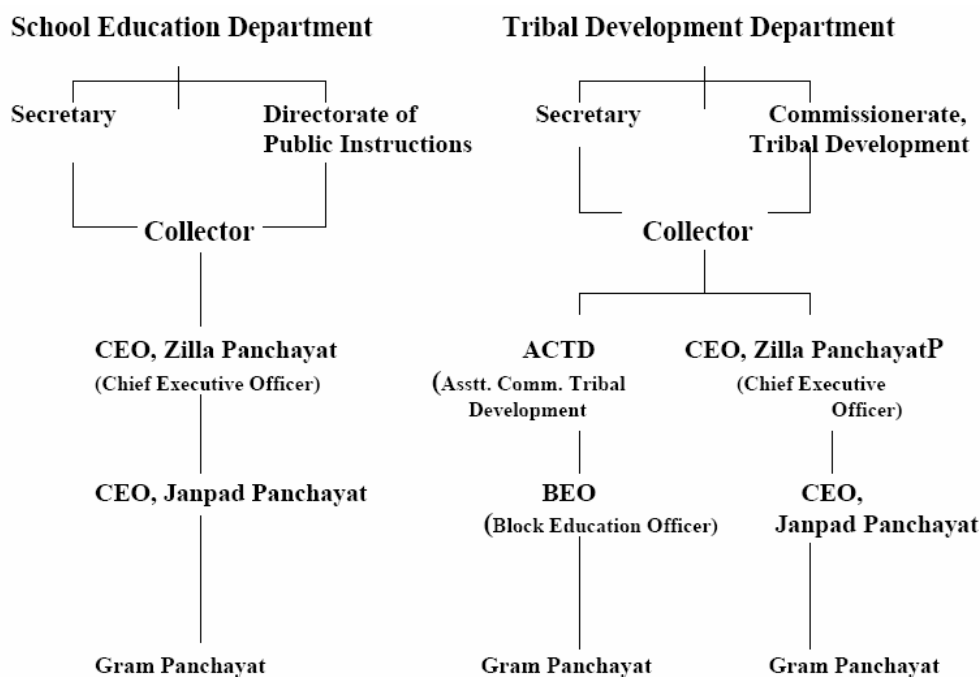 School Education Department
Secretary
Directorate of
Public Instructions
Collector
CEO, Zilla Panchayat
(Chief Executive Officer)
CEO, Janpad Panchayat
Gram Panchayat
Tribal Development Department
Secretary
Commissionerate,
Tribal Development
Collector
ACTD
(Asstt. Comm. Tribal
Development
BEO
(Block Education Officer)
Gram Panchayat
CEO, Zilla PanchayatP
(Chief Executive
Officer)
CEO,
Janpad Panchayat
Gram Panchayat